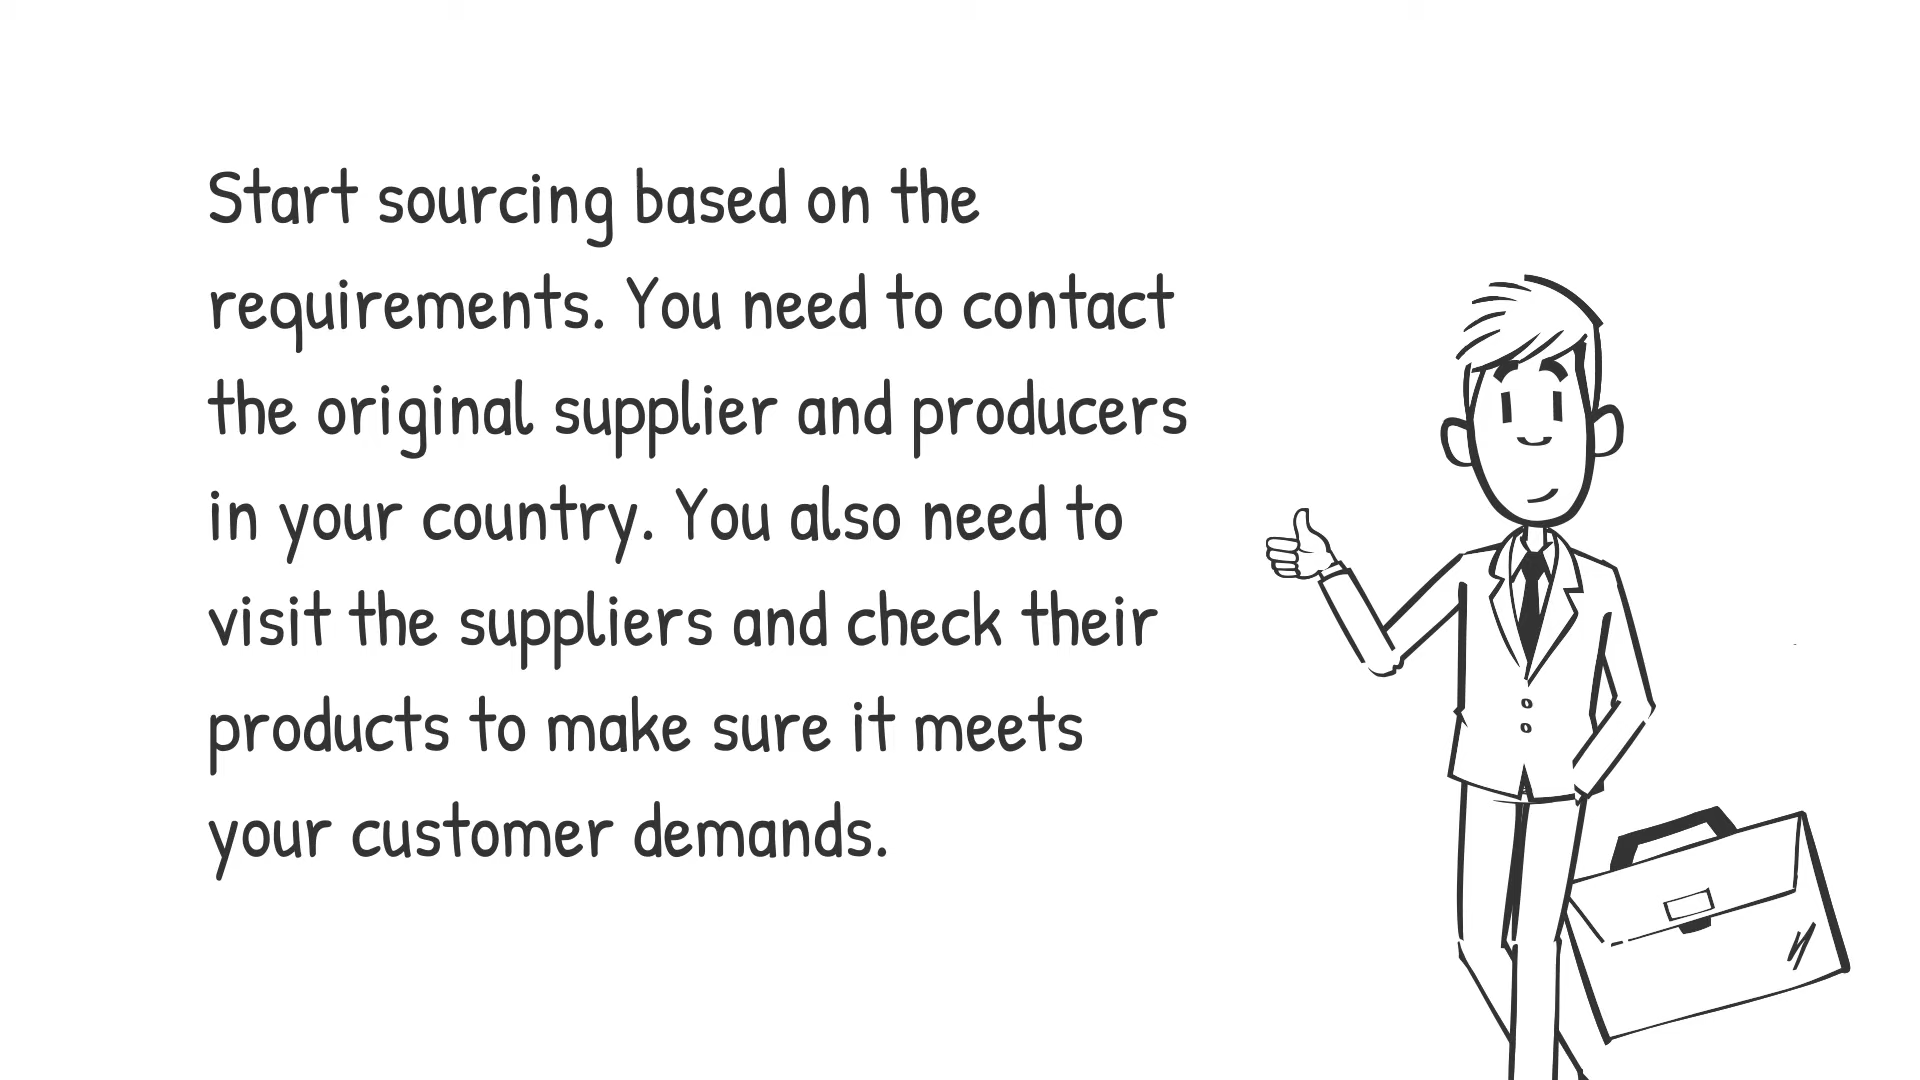 Start sourcing based on the
requirements. You need to contact
the original supplier and producers
in your country. You also need to
visit the suppliers and check their
products to make sure it meets
your customer demands.